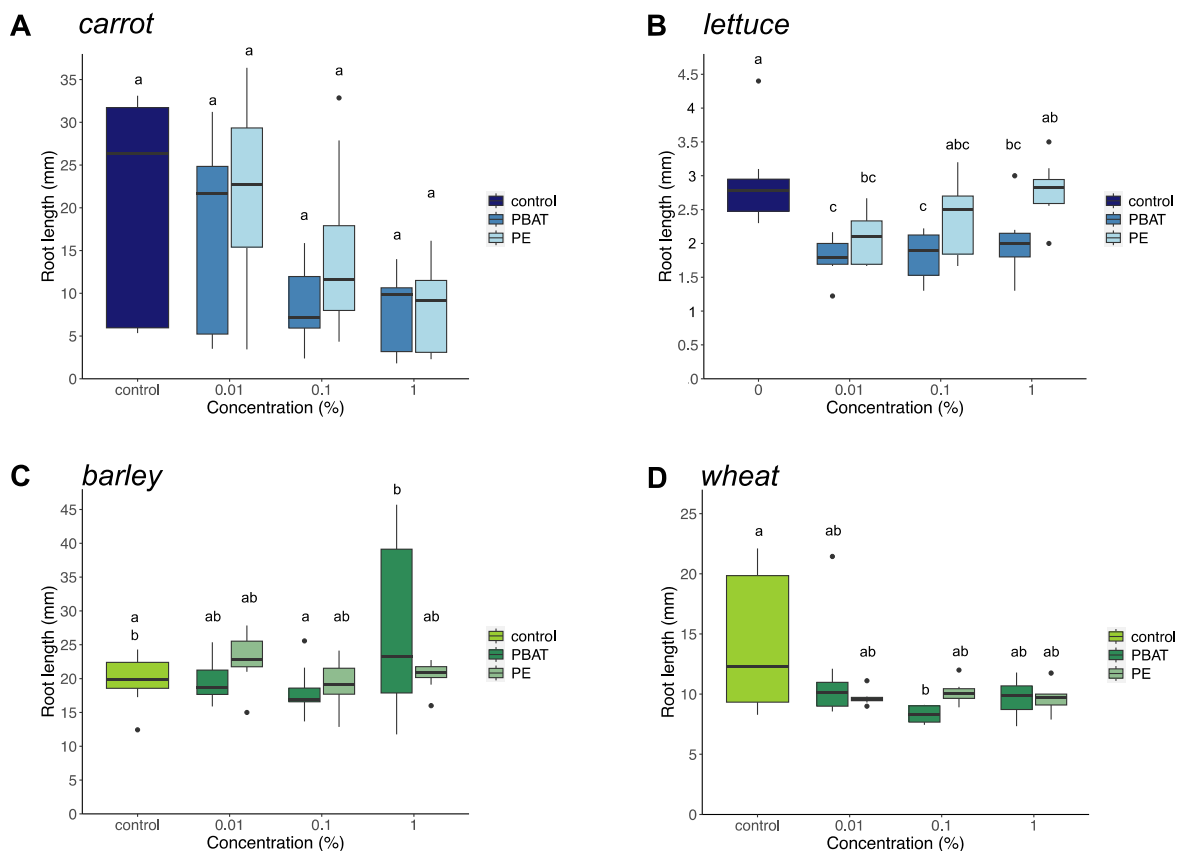 A carrot
a
a
a
a
a
a
a
35
30
25
20
15
10
5
0
Root length (mm)
control
0.01
0.1
1
Concentration (%)
control
PBAT
PE
B lettuce
a
c
bc
c
abc
bc
ab
4.5
4
3.5
3
2.5
2
1.5
1
0.5
0
Root length (mm)
0
0.01
0.1
1
Concentration (%)
control
PBAT
PE
C barley
a
b
ab
ab
a
ab
b
ab
45
40
35
30
25
20
15
10
5
0
Root length (mm)
control
0.01
0.1
1
Concentration (%)
control
PBAT
PE
D wheat
a
ab
ab
b
ab
ab
ab
25
20
15
10
5
0
Root length (mm)
control
0.01
0.1
1
Concentration (%)
control
PBAT
PE